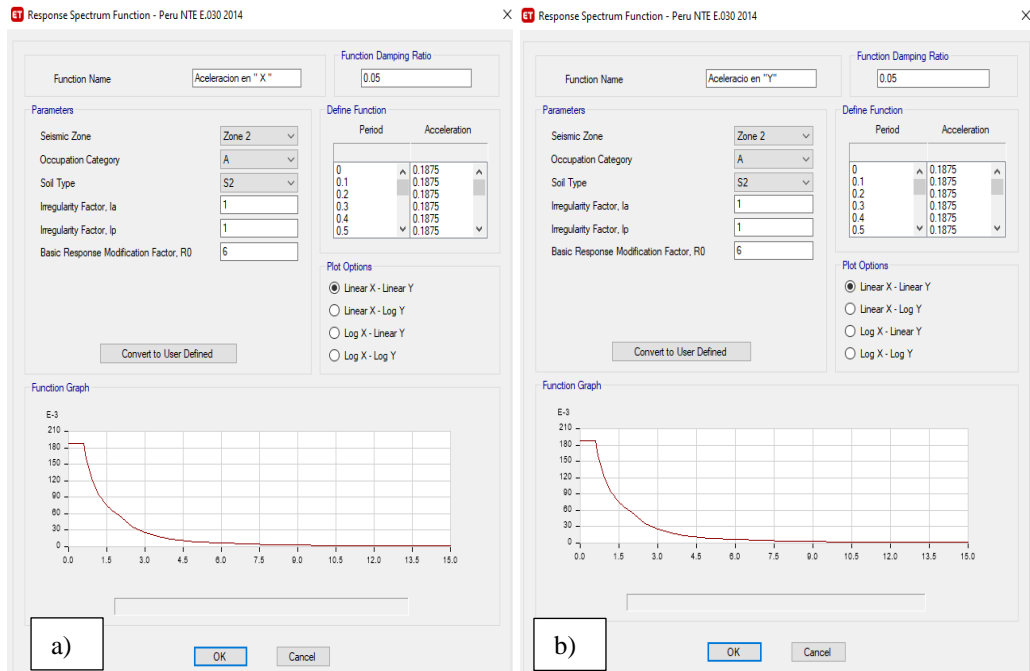 ET Response Spectrum Function - Peru NTE E.030 2014
Function Name
Aceleracion en " X "
Function Damping Ratio
0.05
Parameters
Seismic Zone
Zone 2
Occupation Category
A
Soil Type
S2
Irregularity Factor, Ia
1
Irregularity Factor, Ip
1
Basic Response Modification Factor, R0
6
Convert to User Defined
Define Function
Period Acceleration
0 0.1875
0.1 0.1875
0.2 0.1875
0.3 0.1875
0.4 0.1875
0.5 0.1875
Plot Options
Linear X - Linear Y
Linear X - Log Y
Log X - Linear Y
Log X - Log Y
Function Graph
E-3
210
180
150
120
90
60
30
0
0.0 1.5 3.0 4.5 6.0 7.5 9.0 10.5 12.0 13.5 15.0
a)
OK Cancel
ET Response Spectrum Function - Peru NTE E.030 2014
Function Name
Aceleracio en "Y"
Function Damping Ratio
0.05
Parameters
Seismic Zone
Zone 2
Occupation Category
A
Soil Type
S2
Irregularity Factor, Ia
1
Irregularity Factor, Ip
1
Basic Response Modification Factor, R0
6
Convert to User Defined
Define Function
Period Acceleration
0 0.1875
0.1 0.1875
0.2 0.1875
0.3 0.1875
0.4 0.1875
0.5 0.1875
Plot Options
Linear X - Linear Y
Linear X - Log Y
Log X - Linear Y
Log X - Log Y
Function Graph
E-3
210
180
150
120
90
60
30
0
0.0 1.5 3.0 4.5 6.0 7.5 9.0 10.5 12.0 13.5 15.0
b)
OK Cancel